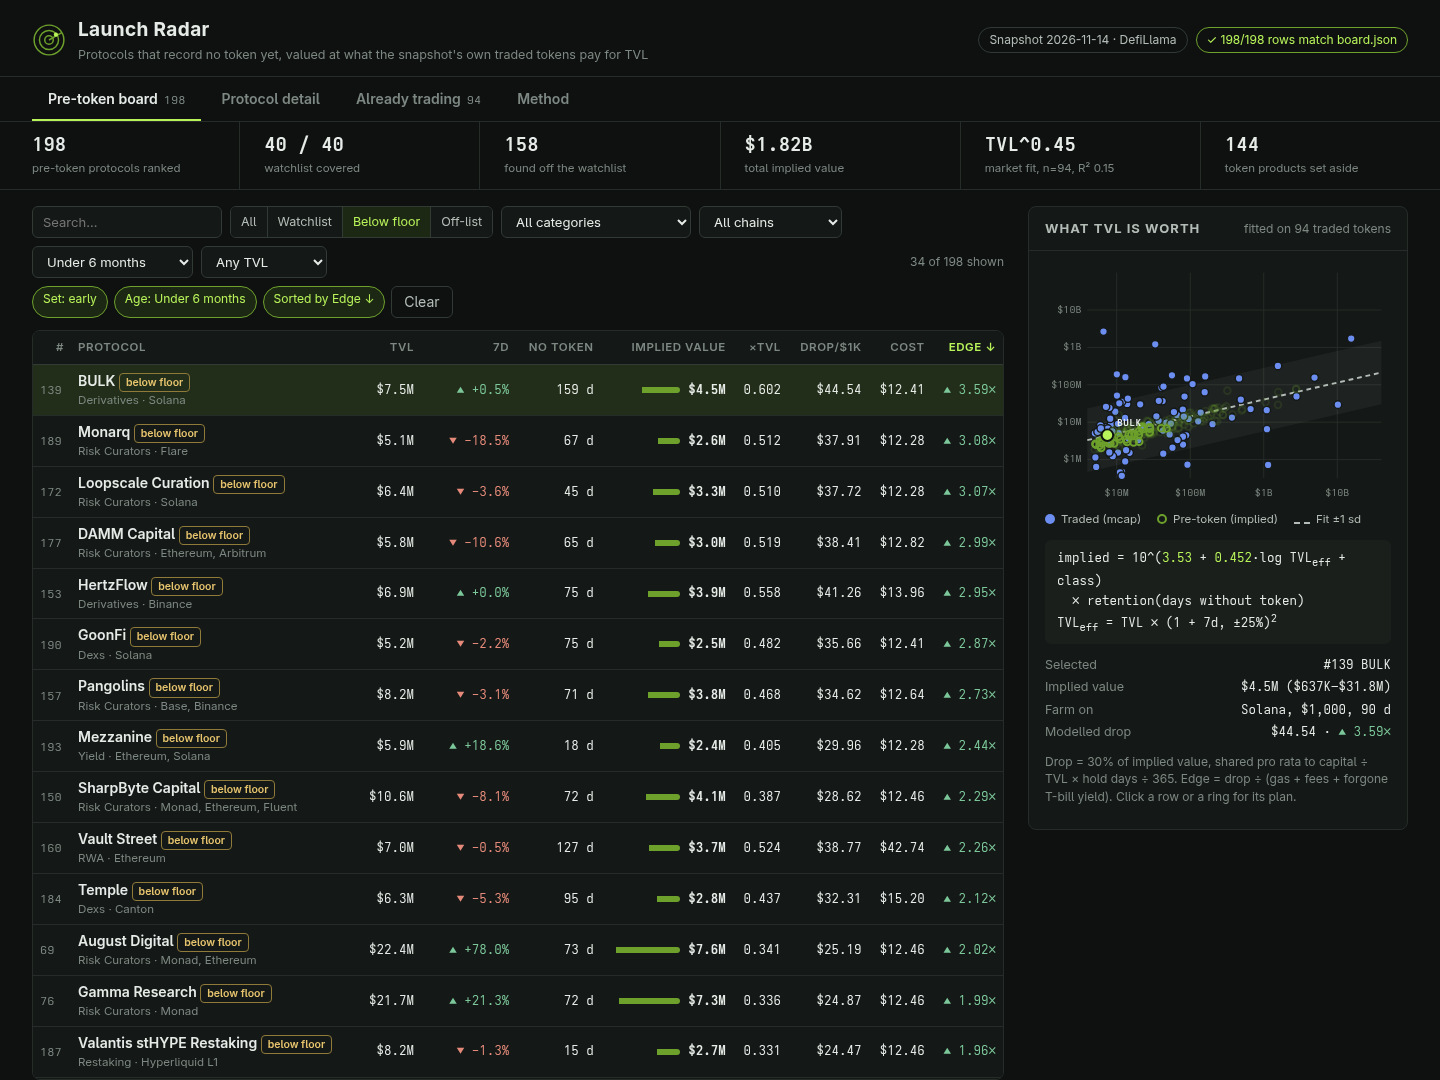 Launch Radar
Protocols that record no token yet, valued at what the snapshot's own traded tokens pay for TVL
Snapshot 2026-11-14 · DefiLlama
✓ 198/198 rows match board.json
Pre-token board 198
Protocol detail
Already trading 94
Method
198
pre-token protocols ranked
40 / 40
watchlist covered
158
found off the watchlist
$1.82B
total implied value
TVL^0.45
market fit, n=94, R² 0.15
144
token products set aside
Search...
All
Watchlist
Below floor
Off-list
All categories
All chains
Under 6 months
Any TVL
34 of 198 shown
Set: early
Age: Under 6 months
Sorted by Edge ↓
Clear
# PROTOCOL TVL 7D NO TOKEN IMPLIED VALUE ×TVL DROP/$1K COST EDGE ↓
139 BULK below floor $7.5M ▲ +0.5% 159 d $4.5M 0.602 $44.54 $12.41 ▲ 3.59×
Derivatives · Solana
189 Monarq below floor $5.1M ▼ −18.5% 67 d $2.6M 0.512 $37.91 $12.28 ▲ 3.08×
Risk Curators · Flare
172 Loopscale Curation below floor $6.4M ▼ −3.6% 45 d $3.3M 0.510 $37.72 $12.28 ▲ 3.07×
Risk Curators · Solana
177 DAMM Capital below floor $5.8M ▼ −10.6% 65 d $3.0M 0.519 $38.41 $12.82 ▲ 2.99×
Risk Curators · Ethereum, Arbitrum
153 HertzFlow below floor $6.9M ▲ +0.0% 75 d $3.9M 0.558 $41.26 $13.96 ▲ 2.95×
Derivatives · Binance
190 GoonFi below floor $5.2M ▼ −2.2% 75 d $2.5M 0.482 $35.66 $12.41 ▲ 2.87×
Dexs · Solana
157 Pangolins below floor $8.2M ▼ −3.1% 71 d $3.8M 0.468 $34.62 $12.64 ▲ 2.73×
Risk Curators · Base, Binance
193 Mezzanine below floor $5.9M ▲ +18.6% 18 d $2.4M 0.405 $29.96 $12.28 ▲ 2.44×
Yield · Ethereum, Solana
150 SharpByte Capital below floor $10.6M ▼ −8.1% 72 d $4.1M 0.387 $28.62 $12.46 ▲ 2.29×
Risk Curators · Monad, Ethereum, Fluent
160 Vault Street below floor $7.0M ▼ −0.5% 127 d $3.7M 0.524 $38.77 $42.74 ▲ 2.26×
RWA · Ethereum
184 Temple below floor $6.3M ▼ −5.3% 95 d $2.8M 0.437 $32.31 $15.20 ▲ 2.12×
Dexs · Canton
69 August Digital below floor $22.4M ▲ +78.0% 73 d $7.6M 0.341 $25.19 $12.46 ▲ 2.02×
Risk Curators · Monad, Ethereum
76 Gamma Research below floor $21.7M ▲ +21.3% 72 d $7.3M 0.336 $24.87 $12.46 ▲ 1.99×
Risk Curators · Monad
187 Valantis stHYPE Restaking below floor $8.2M ▼ −1.3% 15 d $2.7M 0.331 $24.47 $12.46 ▲ 1.96×
Restaking · Hyperliquid L1
WHAT TVL IS WORTH
fitted on 94 traded tokens
$10B
$1B
$100M
$10M
$1M
BULK
$10M $100M $1B $10B
Traded (mcap) Pre-token (implied) Fit ±1 sd
implied = 10^(3.53 + 0.452·log TVLeff +
class)
× retention(days without token)
TVLeff = TVL × (1 + 7d, ±25%)²
Selected #139 BULK
Implied value $4.5M ($637K–$31.8M)
Farm on Solana, $1,000, 90 d
Modelled drop $44.54 · ▲ 3.59×
Drop = 30% of implied value, shared pro rata to capital ÷
TVL × hold days ÷ 365. Edge = drop ÷ (gas + fees + forgone
T-bill yield). Click a row or a ring for its plan.